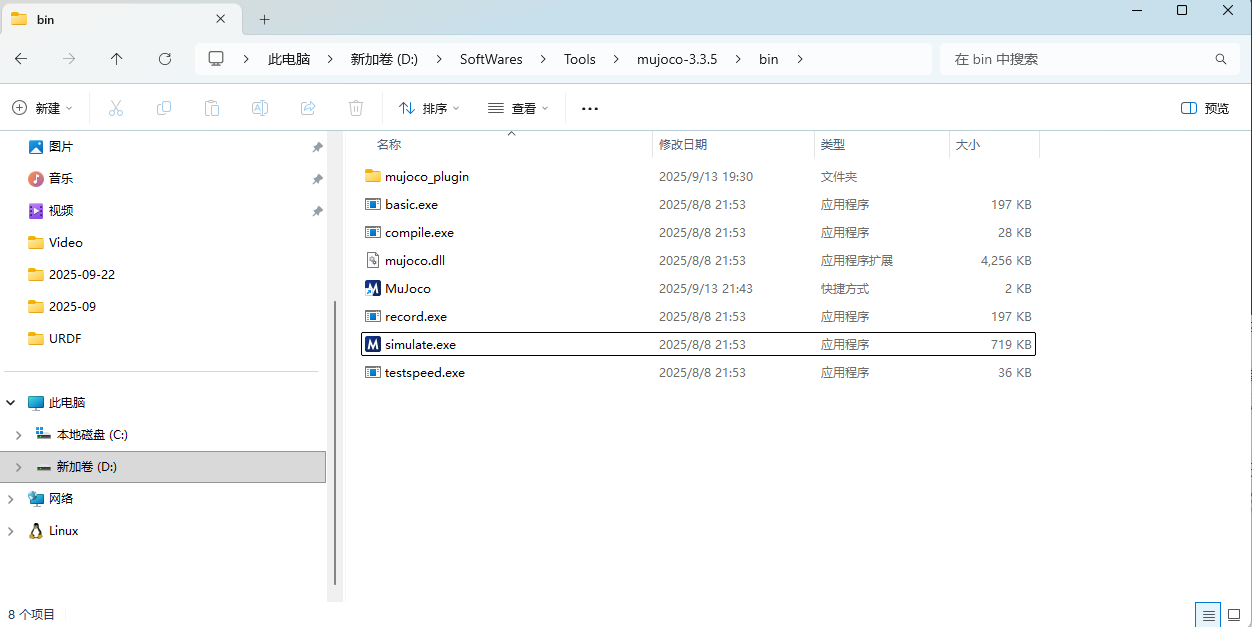 bin
此电脑 新加卷 (D:) SoftWares Tools mujoco-3.3.5 bin
在 bin 中搜索
新建 排序 查看 预览
图片
音乐
视频
Video
2025-09-22
2025-09
URDF
此电脑
本地磁盘 (C:)
新加卷 (D:)
网络
Linux
名称 修改日期 类型 大小
mujoco_plugin 2025/9/13 19:30 文件夹
basic.exe 2025/8/8 21:53 应用程序 197 KB
compile.exe 2025/8/8 21:53 应用程序 28 KB
mujoco.dll 2025/8/8 21:53 应用程序扩展 4,256 KB
MuJoco 2025/9/13 21:43 快捷方式 2 KB
record.exe 2025/8/8 21:53 应用程序 197 KB
simulate.exe 2025/8/8 21:53 应用程序 719 KB
testspeed.exe 2025/8/8 21:53 应用程序 36 KB
8 个项目